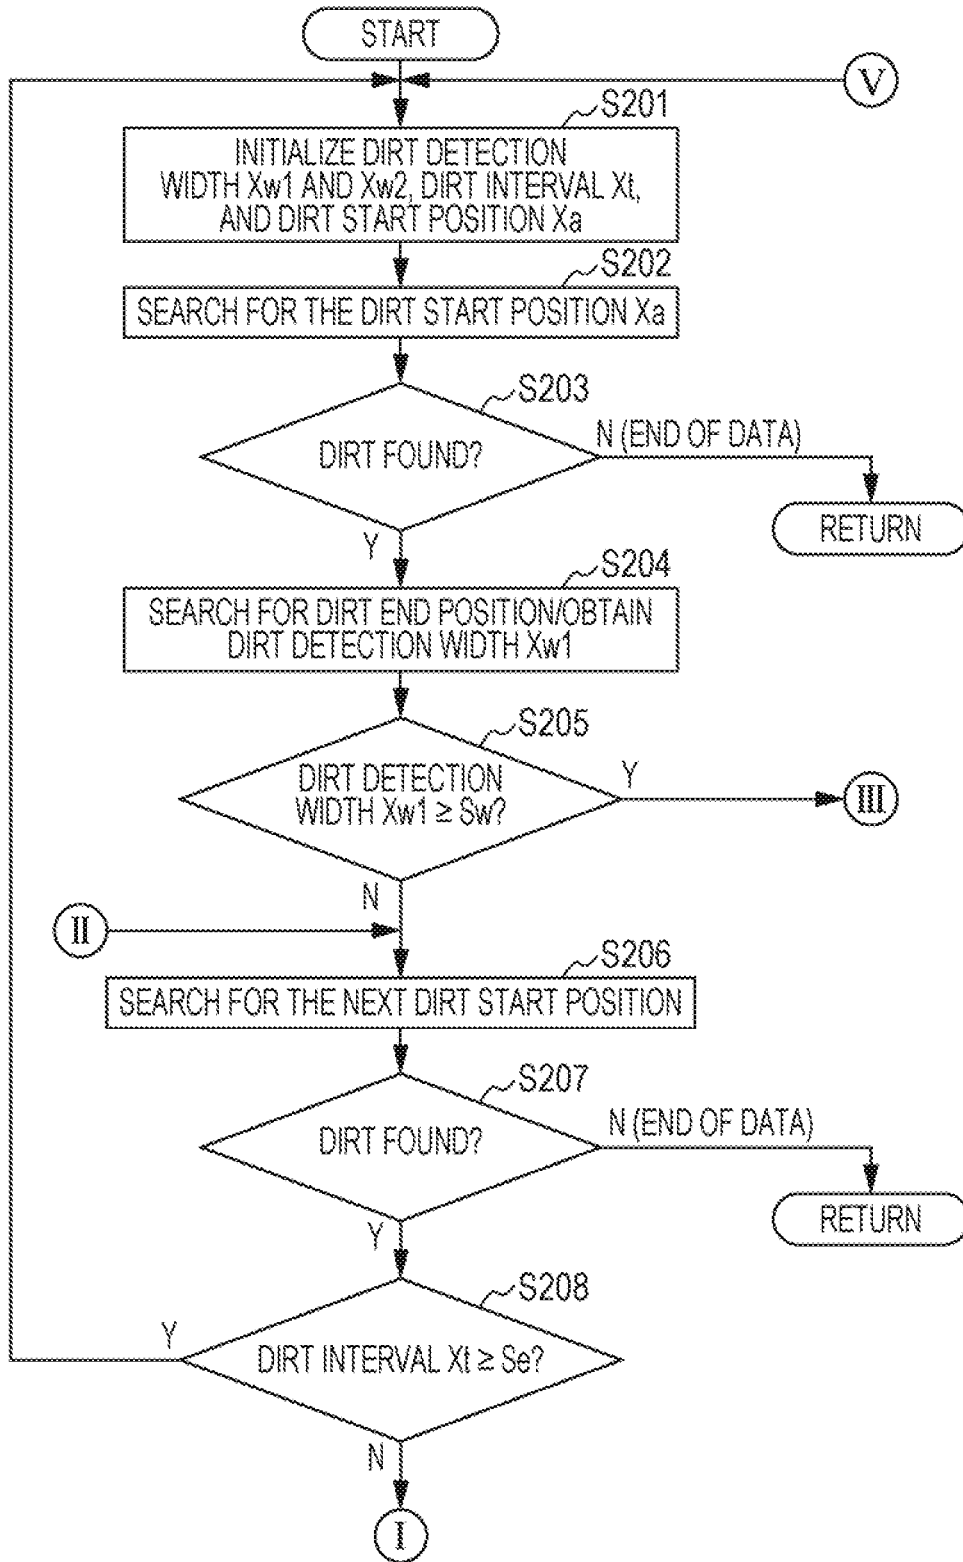 START
V
S201
INITIALIZE DIRT DETECTION
WIDTH Xw1 AND Xw2, DIRT INTERVAL Xt,
AND DIRT START POSITION Xa
S202
SEARCH FOR THE DIRT START POSITION Xa
S203
DIRT FOUND?
N (END OF DATA)
RETURN
Y
S204
SEARCH FOR DIRT END POSITION/OBTAIN
DIRT DETECTION WIDTH Xw1
S205
DIRT DETECTION
WIDTH Xw1 ≥ Sw?
Y
III
N
II
S206
SEARCH FOR THE NEXT DIRT START POSITION
S207
DIRT FOUND?
N (END OF DATA)
RETURN
Y
S208
Y
DIRT INTERVAL Xt ≥ Se?
N
I